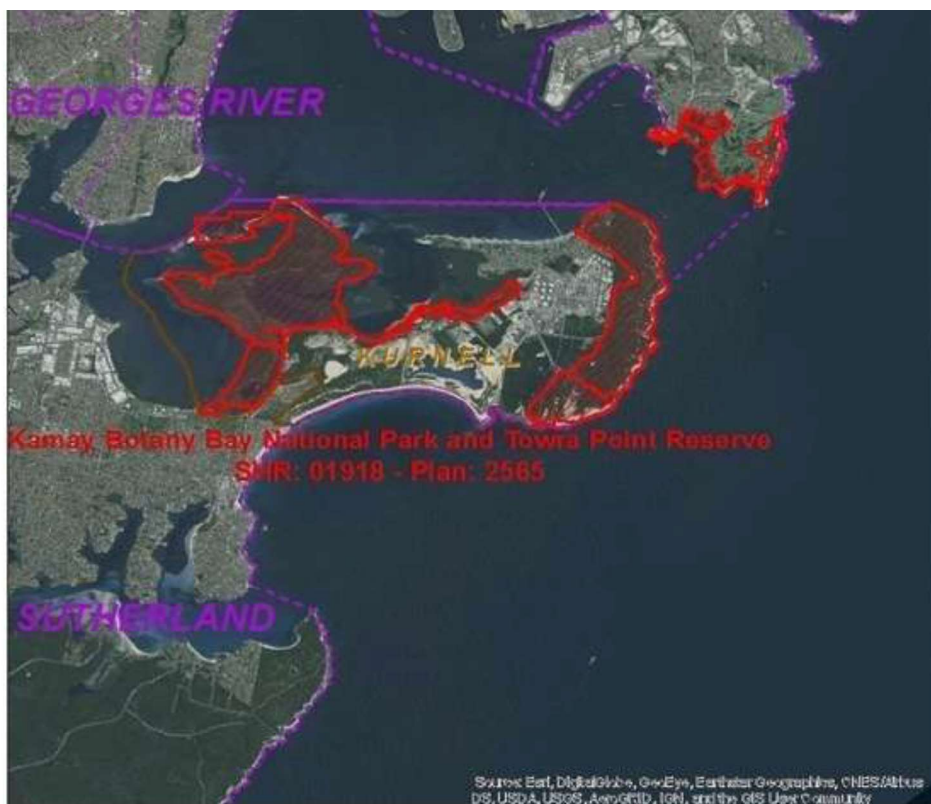 GEORGES RIVER
KURNELL
Kamay Botany Bay National Park and Towra Point Reserve
SHR: 01918 - Plan: 2565
SUTHERLAND
Source: Esri, DigitalGlobe, GeoEye, Earthstar Geographics, CNES/Airbus
DS, USDA, USGS, AeroGRID, IGN, and the GIS User Community